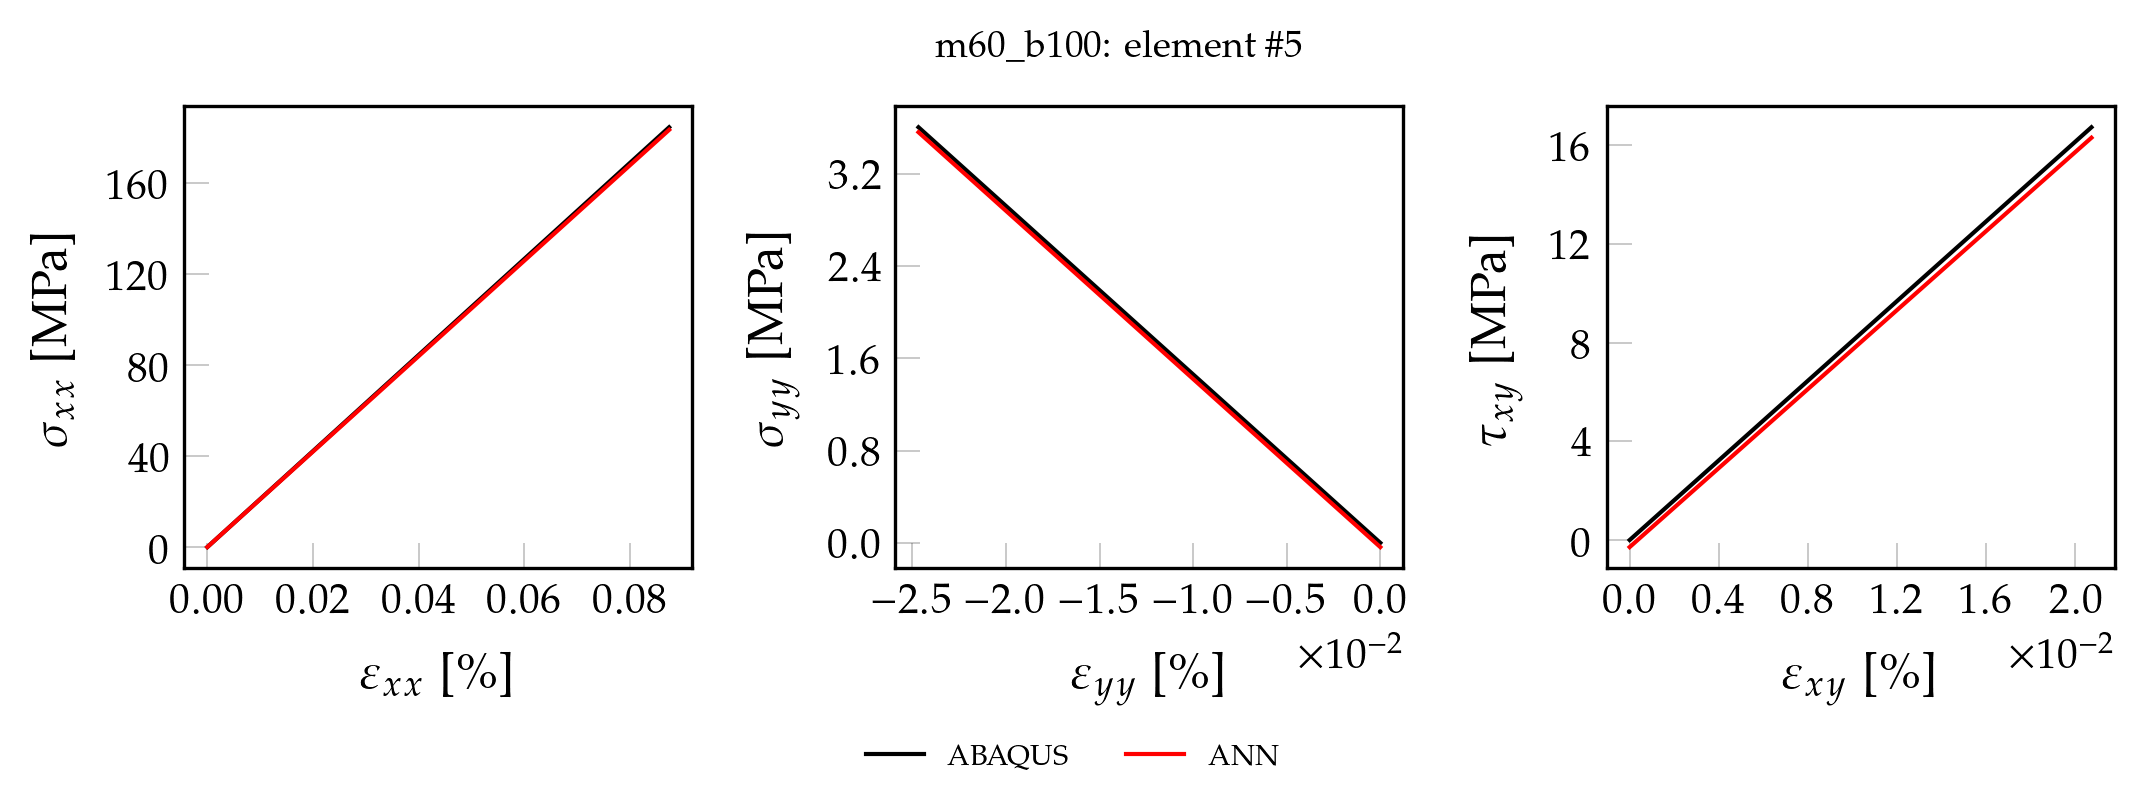 m60_b100: element #5
σxx [MPa]
160
120
80
40
0
0.00 0.02 0.04 0.06 0.08
εxx [%]
σyy [MPa]
3.2
2.4
1.6
0.8
0.0
−2.5 −2.0 −1.5 −1.0 −0.5 0.0
×10−2
εyy [%]
τxy [MPa]
16
12
8
4
0
0.0 0.4 0.8 1.2 1.6 2.0
×10−2
εxy [%]
ABAQUS ANN